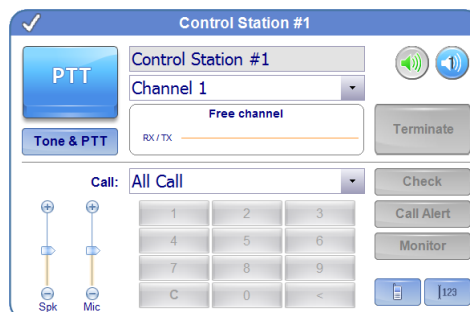 Control Station #1
PTT
Control Station #1
Channel 1
Free channel
RX / TX
Tone & PTT
Terminate
Call:
All Call
Check
1 2 3
Call Alert
4 5 6
Monitor
7 8 9
C 0 <
123
Spk Mic